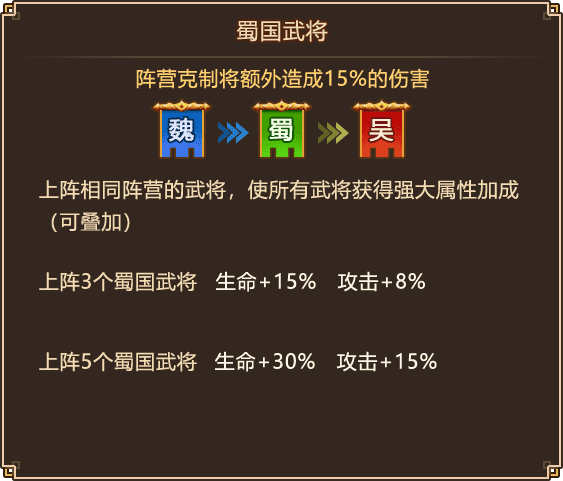 蜀国武将
阵营克制将额外造成15%的伤害
魏 蜀 吴
上阵相同阵营的武将，使所有武将获得强大属性加成
（可叠加）
上阵3个蜀国武将 生命+15% 攻击+8%
上阵5个蜀国武将 生命+30% 攻击+15%